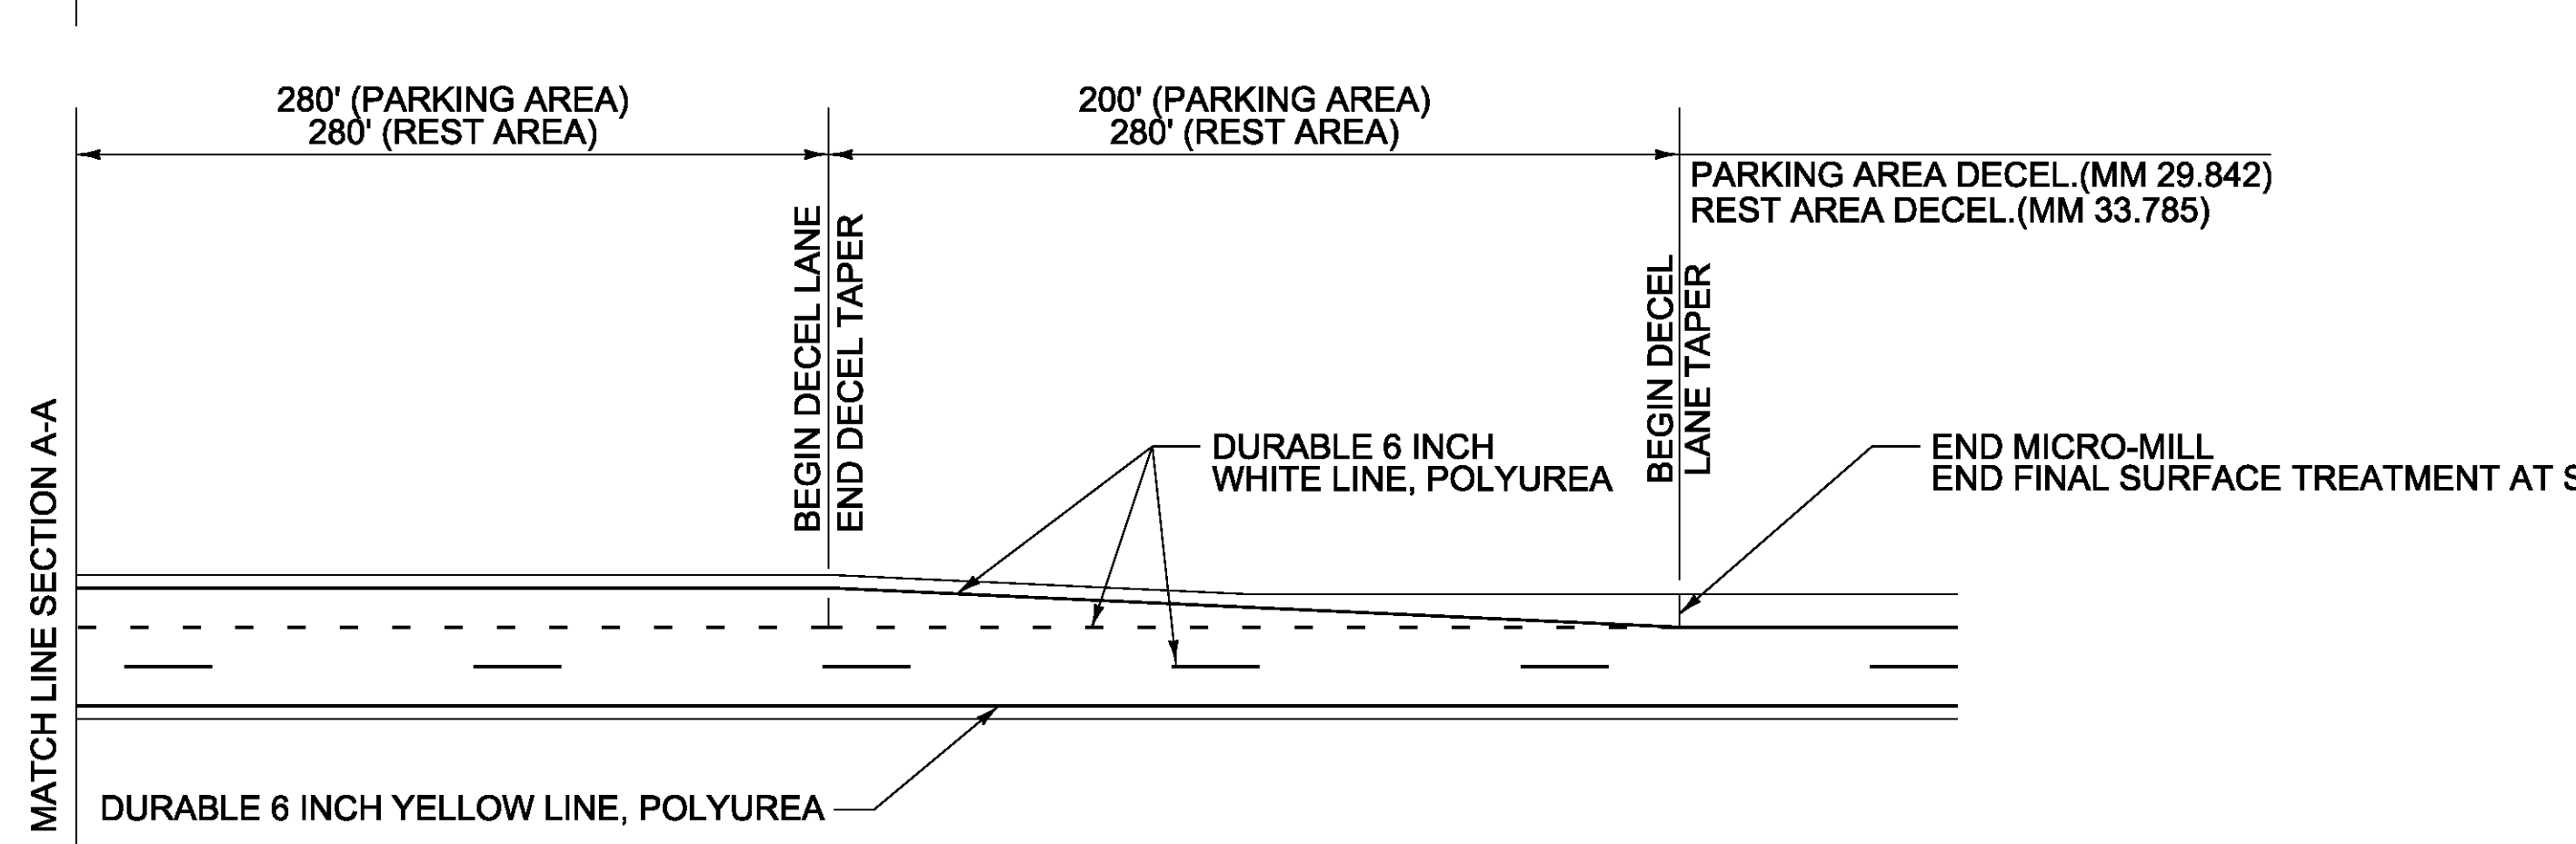 280' (PARKING AREA)
280' (REST AREA)
200' (PARKING AREA)
280' (REST AREA)
PARKING AREA DECEL.(MM 29.842)
REST AREA DECEL.(MM 33.785)
BEGIN DECEL LANE
END DECEL TAPER
BEGIN DECEL
LANE TAPER
MATCH LINE SECTION A-A
DURABLE 6 INCH
WHITE LINE, POLYUREA
END MICRO-MILL
END FINAL SURFACE TREATMENT AT
DURABLE 6 INCH YELLOW LINE, POLYUREA